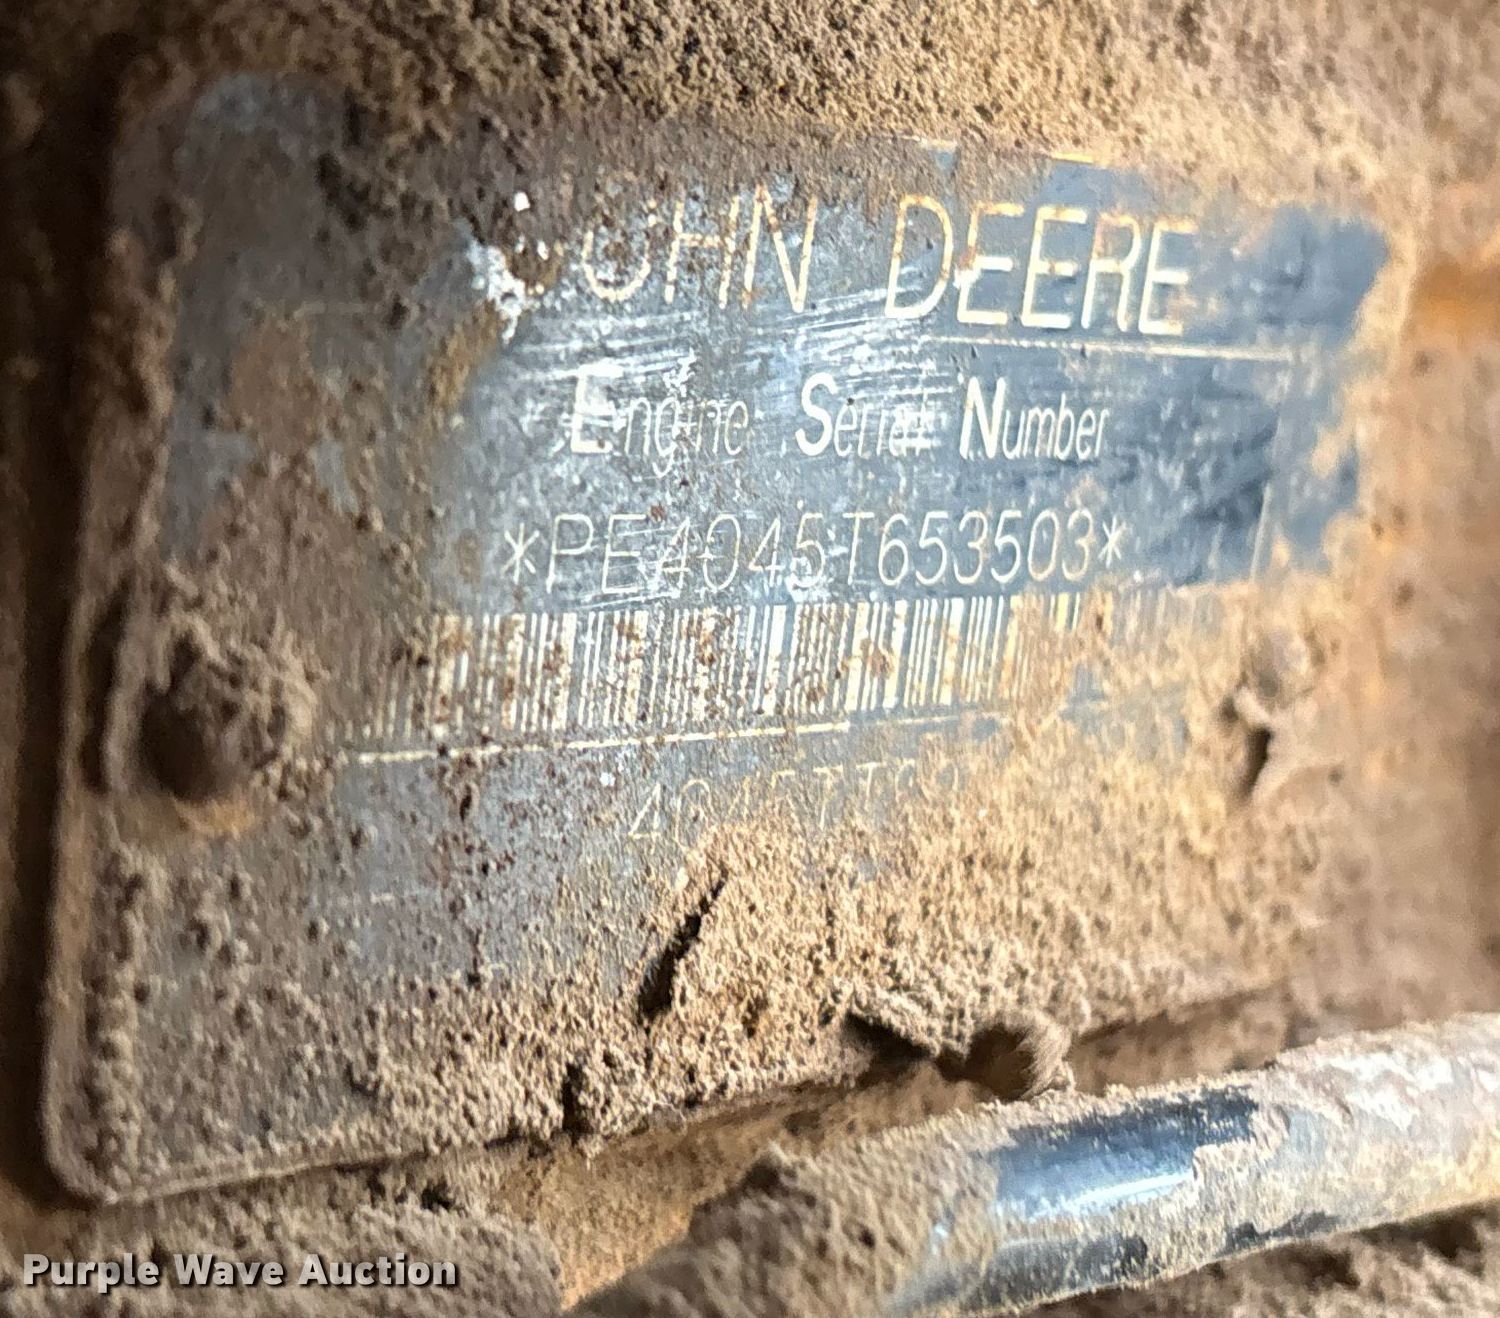 JOHN DEERE
Engine Serial Number
*PE4045T653503*
Purple Wave Auction